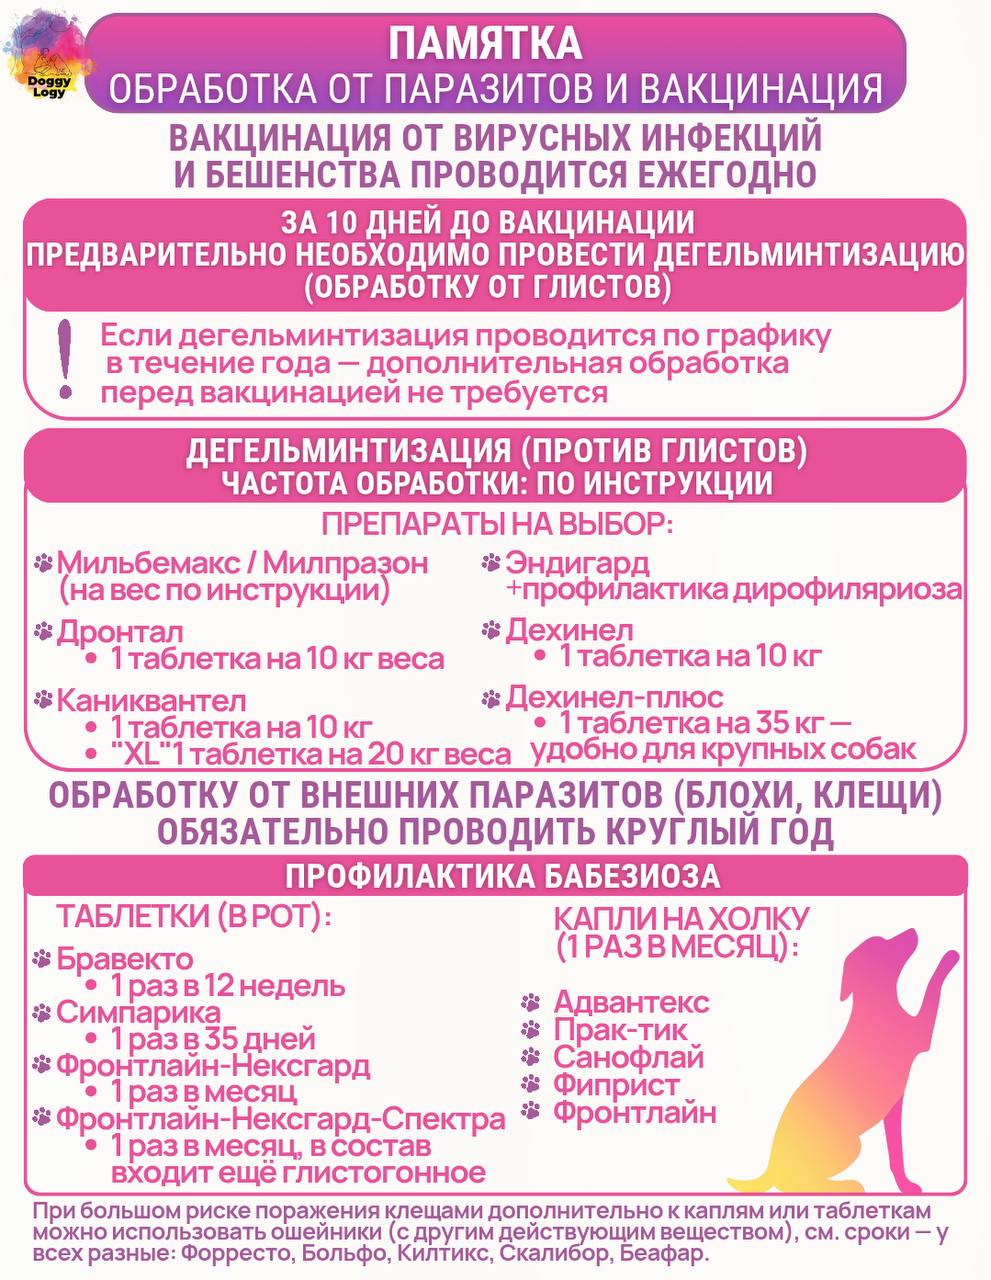 Doggy
Logy
ПАМЯТКА
ОБРАБОТКА ОТ ПАРАЗИТОВ И ВАКЦИНАЦИЯ
ВАКЦИНАЦИЯ ОТ ВИРУСНЫХ ИНФЕКЦИЙ
И БЕШЕНСТВА ПРОВОДИТСЯ ЕЖЕГОДНО
ЗА 10 ДНЕЙ ДО ВАКЦИНАЦИИ
ПРЕДВАРИТЕЛЬНО НЕОБХОДИМО ПРОВЕСТИ ДЕГЕЛЬМИНТИЗАЦИЮ
(ОБРАБОТКУ ОТ ГЛИСТОВ)
! Если дегельминтизация проводится по графику
в течение года — дополнительная обработка
перед вакцинацией не требуется
ДЕГЕЛЬМИНТИЗАЦИЯ (ПРОТИВ ГЛИСТОВ)
ЧАСТОТА ОБРАБОТКИ: ПО ИНСТРУКЦИИ
ПРЕПАРАТЫ НА ВЫБОР:
Мильбемакс / Милпразон
(на вес по инструкции)
Дронтал
• 1 таблетка на 10 кг веса
Каниквантел
• 1 таблетка на 10 кг
• "XL"1 таблетка на 20 кг веса
Эндигард
+профилактика дирофиляриоза
Дехинел
• 1 таблетка на 10 кг
Дехинел-плюс
• 1 таблетка на 35 кг —
удобно для крупных собак
ОБРАБОТКУ ОТ ВНЕШНИХ ПАРАЗИТОВ (БЛОХИ, КЛЕЩИ)
ОБЯЗАТЕЛЬНО ПРОВОДИТЬ КРУГЛЫЙ ГОД
ПРОФИЛАКТИКА БАБЕЗИОЗА
ТАБЛЕТКИ (В РОТ):
Бравекто
• 1 раз в 12 недель
Симпарика
• 1 раз в 35 дней
Фронтлайн-Нексгард
• 1 раз в месяц
Фронтлайн-Нексгард-Спектра
• 1 раз в месяц, в состав
входит ещё глистогонное
КАПЛИ НА ХОЛКУ
(1 РАЗ В МЕСЯЦ):
Адвантекс
Прак-тик
Санофлай
Фиприст
Фронтлайн
При большом риске поражения клещами дополнительно к каплям или таблеткам
можно использовать ошейники (с другим действующим веществом), см. сроки — у
всех разные: Форресто, Больфо, Килтикс, Скалибор, Беафар.